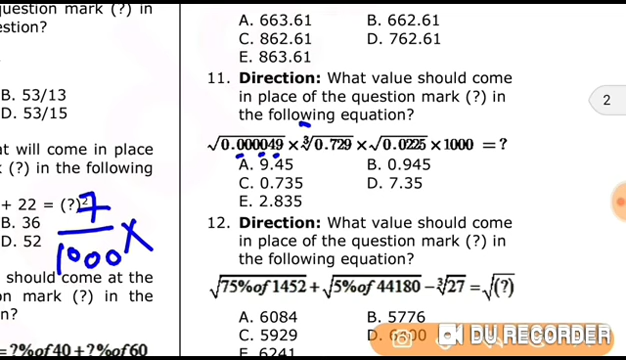 question mark (?) in
estion?
B. 53/13
D. 53/15
at will come in place
(?) in the following
+ 22 = (?)²
B. 36
D. 52
7/1000 X
should come at the
n mark (?) in the
n?
=?%of40+?%of60
A. 663.61 B. 662.61
C. 862.61 D. 762.61
E. 863.61
11. Direction: What value should come
in place of the question mark (?) in
the following equation?
√0.000049 × ∛0.729 × √0.0225 × 1000 = ?
A. 9.45 B. 0.945
C. 0.735 D. 7.35
E. 2.835
12. Direction: What value should come
in place of the question mark (?) in
the following equation?
√75%of 1452 + √5%of 44180 − ∛27 = √(?)
A. 6084 B. 5776
C. 5929 D.
E. 6241
2
DU RECORDER